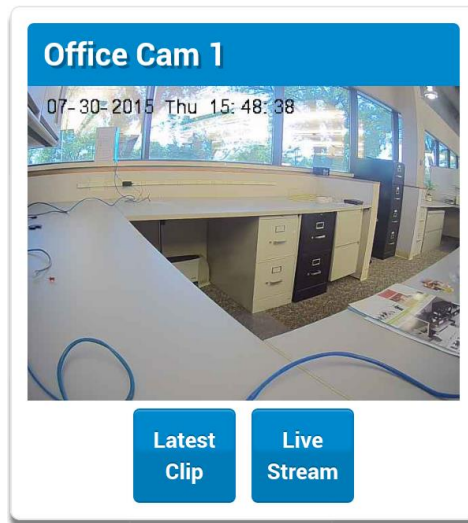 Office Cam 1
07-30-2015 Thu 15:48:38
Latest
Clip
Live
Stream